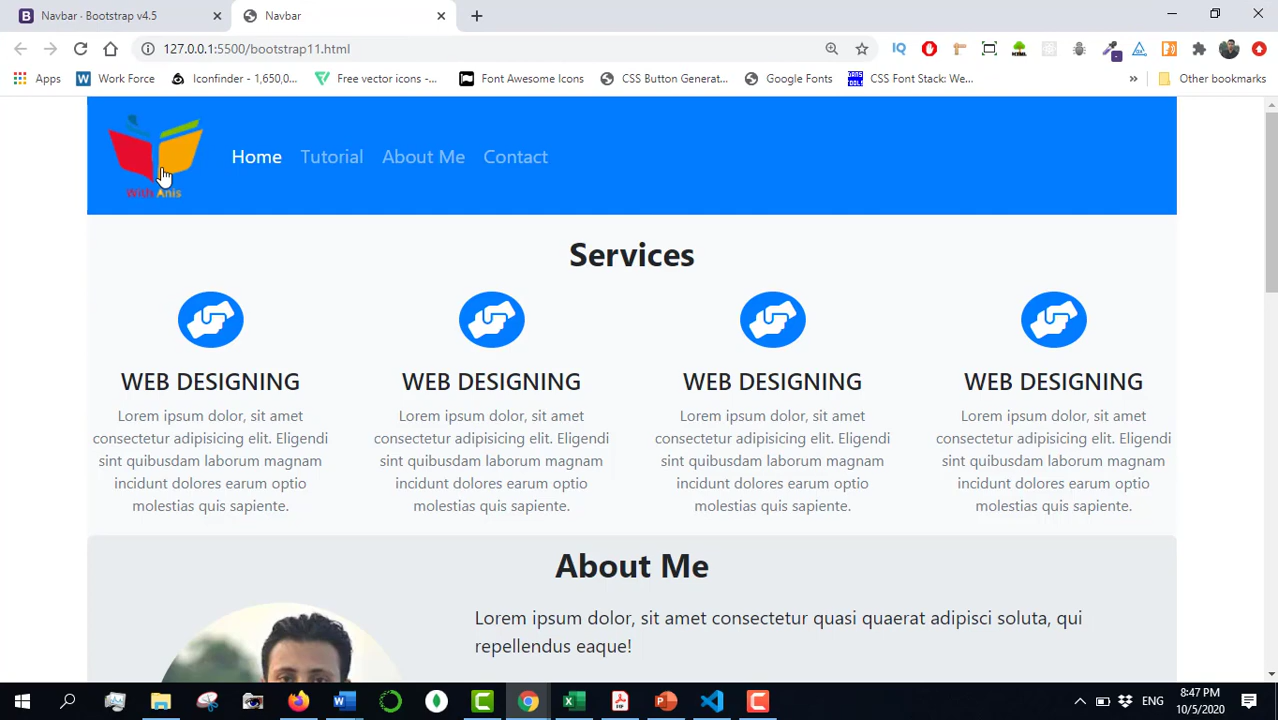 Navbar · Bootstrap v4.5
Navbar
127.0.0.1:5500/bootstrap11.html
Apps
Work Force
Iconfinder - 1,650,0...
Free vector icons -...
Font Awesome Icons
CSS Button Generat...
Google Fonts
CSS Font Stack: We...
»
Other bookmarks
With Anis
Home Tutorial About Me Contact
Services
WEB DESIGNING
Lorem ipsum dolor, sit amet
consectetur adipisicing elit. Eligendi
sint quibusdam laborum magnam
incidunt dolores earum optio
molestias quis sapiente.
WEB DESIGNING
Lorem ipsum dolor, sit amet
consectetur adipisicing elit. Eligendi
sint quibusdam laborum magnam
incidunt dolores earum optio
molestias quis sapiente.
WEB DESIGNING
Lorem ipsum dolor, sit amet
consectetur adipisicing elit. Eligendi
sint quibusdam laborum magnam
incidunt dolores earum optio
molestias quis sapiente.
WEB DESIGNING
Lorem ipsum dolor, sit amet
consectetur adipisicing elit. Eligendi
sint quibusdam laborum magnam
incidunt dolores earum optio
molestias quis sapiente.
About Me
Lorem ipsum dolor, sit amet consectetur quasi quaerat adipisci soluta, qui
repellendus eaque!
ENG
8:47 PM
10/5/2020